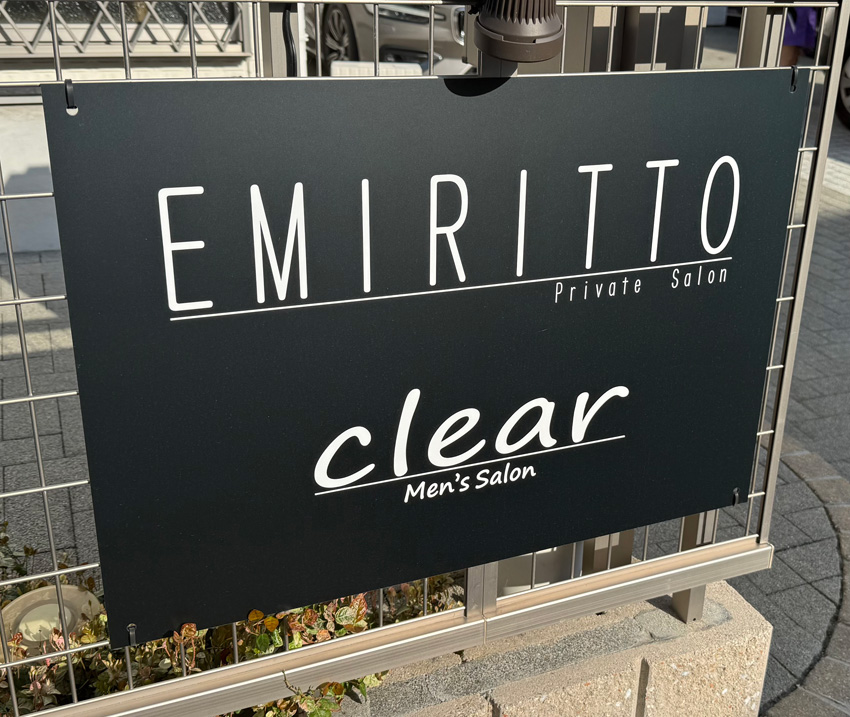 EMIRITTO
Private Salon
clear
Men's Salon